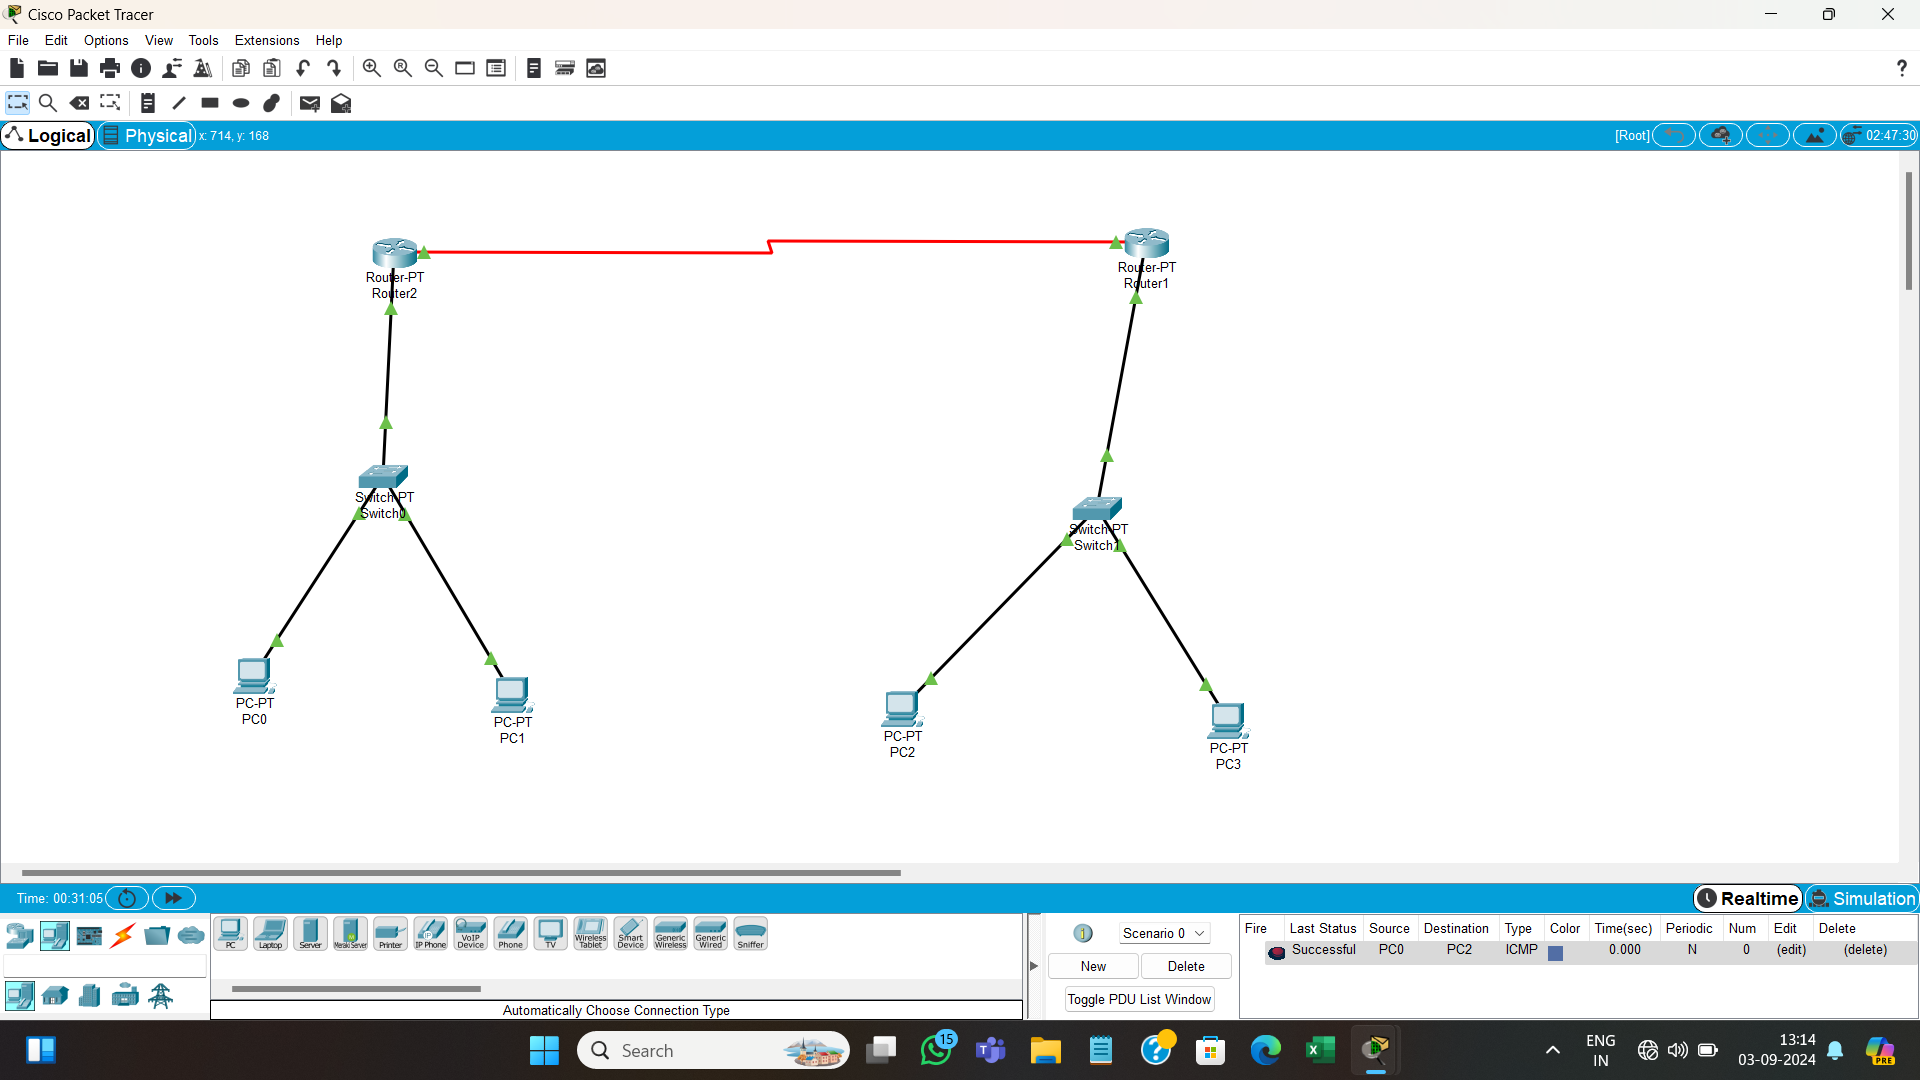 Cisco Packet Tracer
File Edit Options View Tools Extensions Help
?
Logical Physical x: 714, y: 168 [Root] 02:47:30
Router-PT
Router2
Router-PT
Router1
Switch-PT
Switch0
Switch-PT
Switch1
PC-PT
PC0
PC-PT
PC1
PC-PT
PC2
PC-PT
PC3
Time: 00:31:05 Realtime Simulation
PC Laptop Server Meraki Server Printer IP Phone VoIP Device Phone TV Wireless Tablet Smart Device Generic Wireless Generic Wired Sniffer
Automatically Choose Connection Type
1 Scenario 0
New Delete
Toggle PDU List Window
Fire Last Status Source Destination Type Color Time(sec) Periodic Num Edit Delete
Successful PC0 PC2 ICMP 0.000 N 0 (edit) (delete)
Search
15
ENG
IN
13:14
03-09-2024
PRE